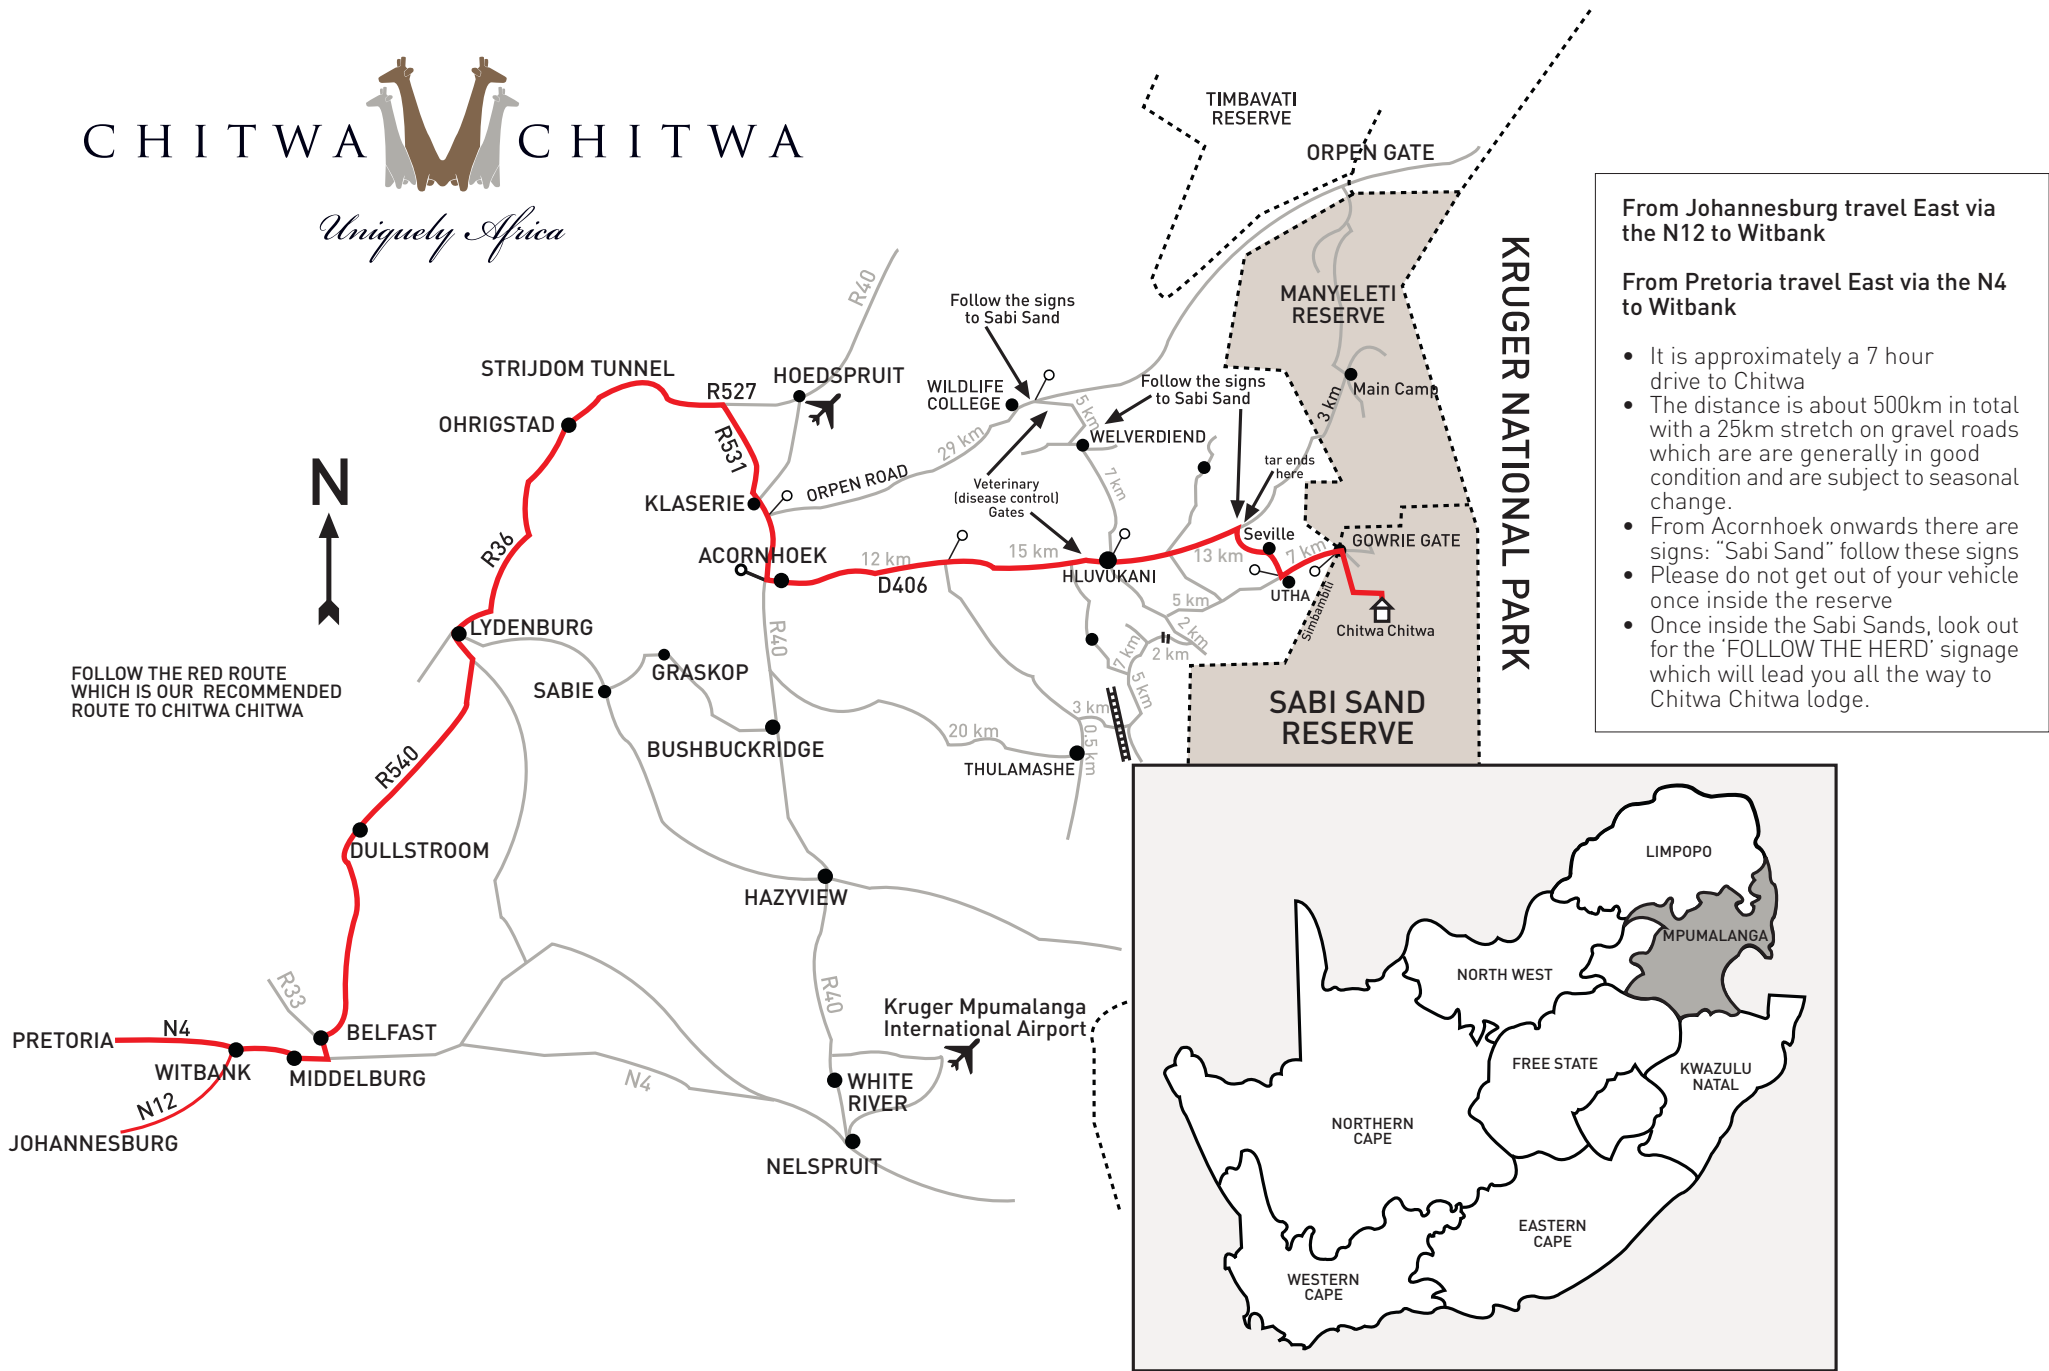 CHITWA CHITWA
Uniquely Africa
TIMBAVATI
RESERVE
ORPEN GATE
From Johannesburg travel East via
the N12 to Witbank
From Pretoria travel East via the N4
to Witbank
• It is approximately a 7 hour
drive to Chitwa
• The distance is about 500km in total
with a 25km stretch on gravel roads
which are are generally in good
condition and are subject to seasonal
change.
• From Acornhoek onwards there are
signs: “Sabi Sand” follow these signs
• Please do not get out of your vehicle
once inside the reserve
• Once inside the Sabi Sands, look out
for the ‘FOLLOW THE HERD’ signage
which will lead you all the way to
Chitwa Chitwa lodge.
KRUGER NATIONAL PARK
MANYELETI
RESERVE
R40
Follow the signs
to Sabi Sand
STRIJDOM TUNNEL
R527
HOEDSPRUIT
WILDLIFE
COLLEGE
5 km
Follow the signs
to Sabi Sand
3 km
Main Camp
OHRIGSTAD
R531
29 km
WELVERDIEND
N
KLASERIE
ORPEN ROAD
Veterinary
(disease control)
Gates
7 km
tar ends
here
R36
ACORNHOEK
12 km
D406
15 km
HLUVUKANI
13 km
Seville
7 km
GOWRIE GATE
UTHA
Simbambili
Chitwa Chitwa
LYDENBURG
R40
5 km
2 km
2 km
7 km
5 km
FOLLOW THE RED ROUTE
WHICH IS OUR RECOMMENDED
ROUTE TO CHITWA CHITWA
SABIE
GRASKOP
BUSHBUCKRIDGE
20 km
3 km
0.5 km
THULAMASHE
SABI SAND
RESERVE
R540
DULLSTROOM
HAZYVIEW
R33
R40
Kruger Mpumalanga
International Airport
PRETORIA
N4
BELFAST
WITBANK
MIDDELBURG
N4
WHITE
RIVER
N12
JOHANNESBURG
NELSPRUIT
LIMPOPO
MPUMALANGA
NORTH WEST
FREE STATE
KWAZULU
NATAL
NORTHERN
CAPE
EASTERN
CAPE
WESTERN
CAPE